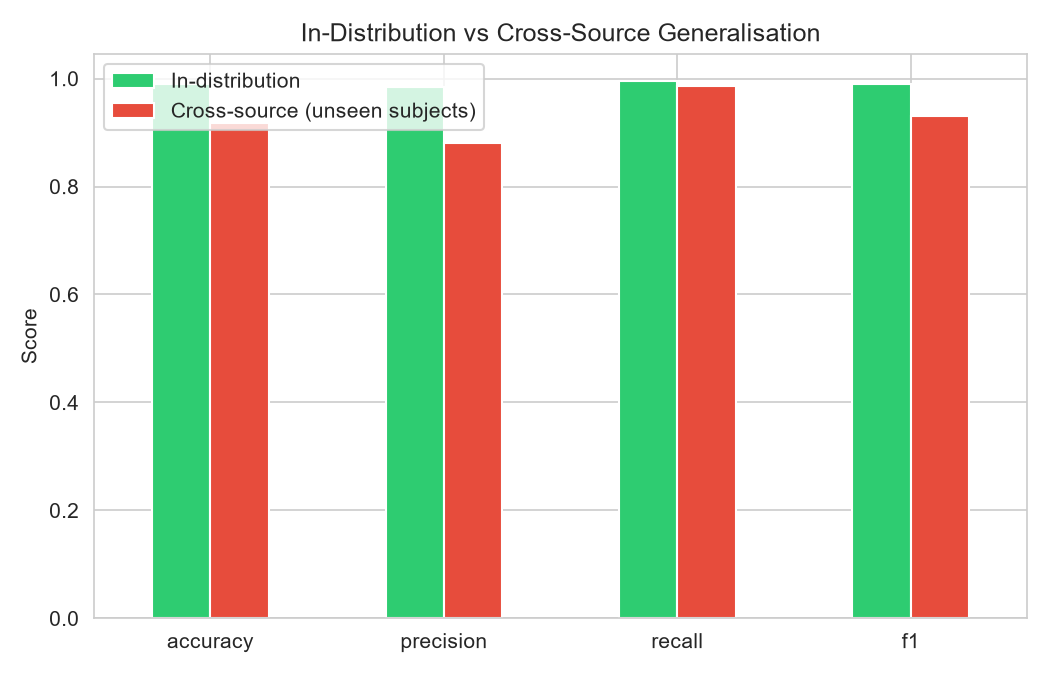 In-Distribution vs Cross-Source Generalisation
In-distribution
Cross-source (unseen subjects)
1.0
0.8
0.6
0.4
0.2
0.0
Score
accuracy
precision
recall
f1